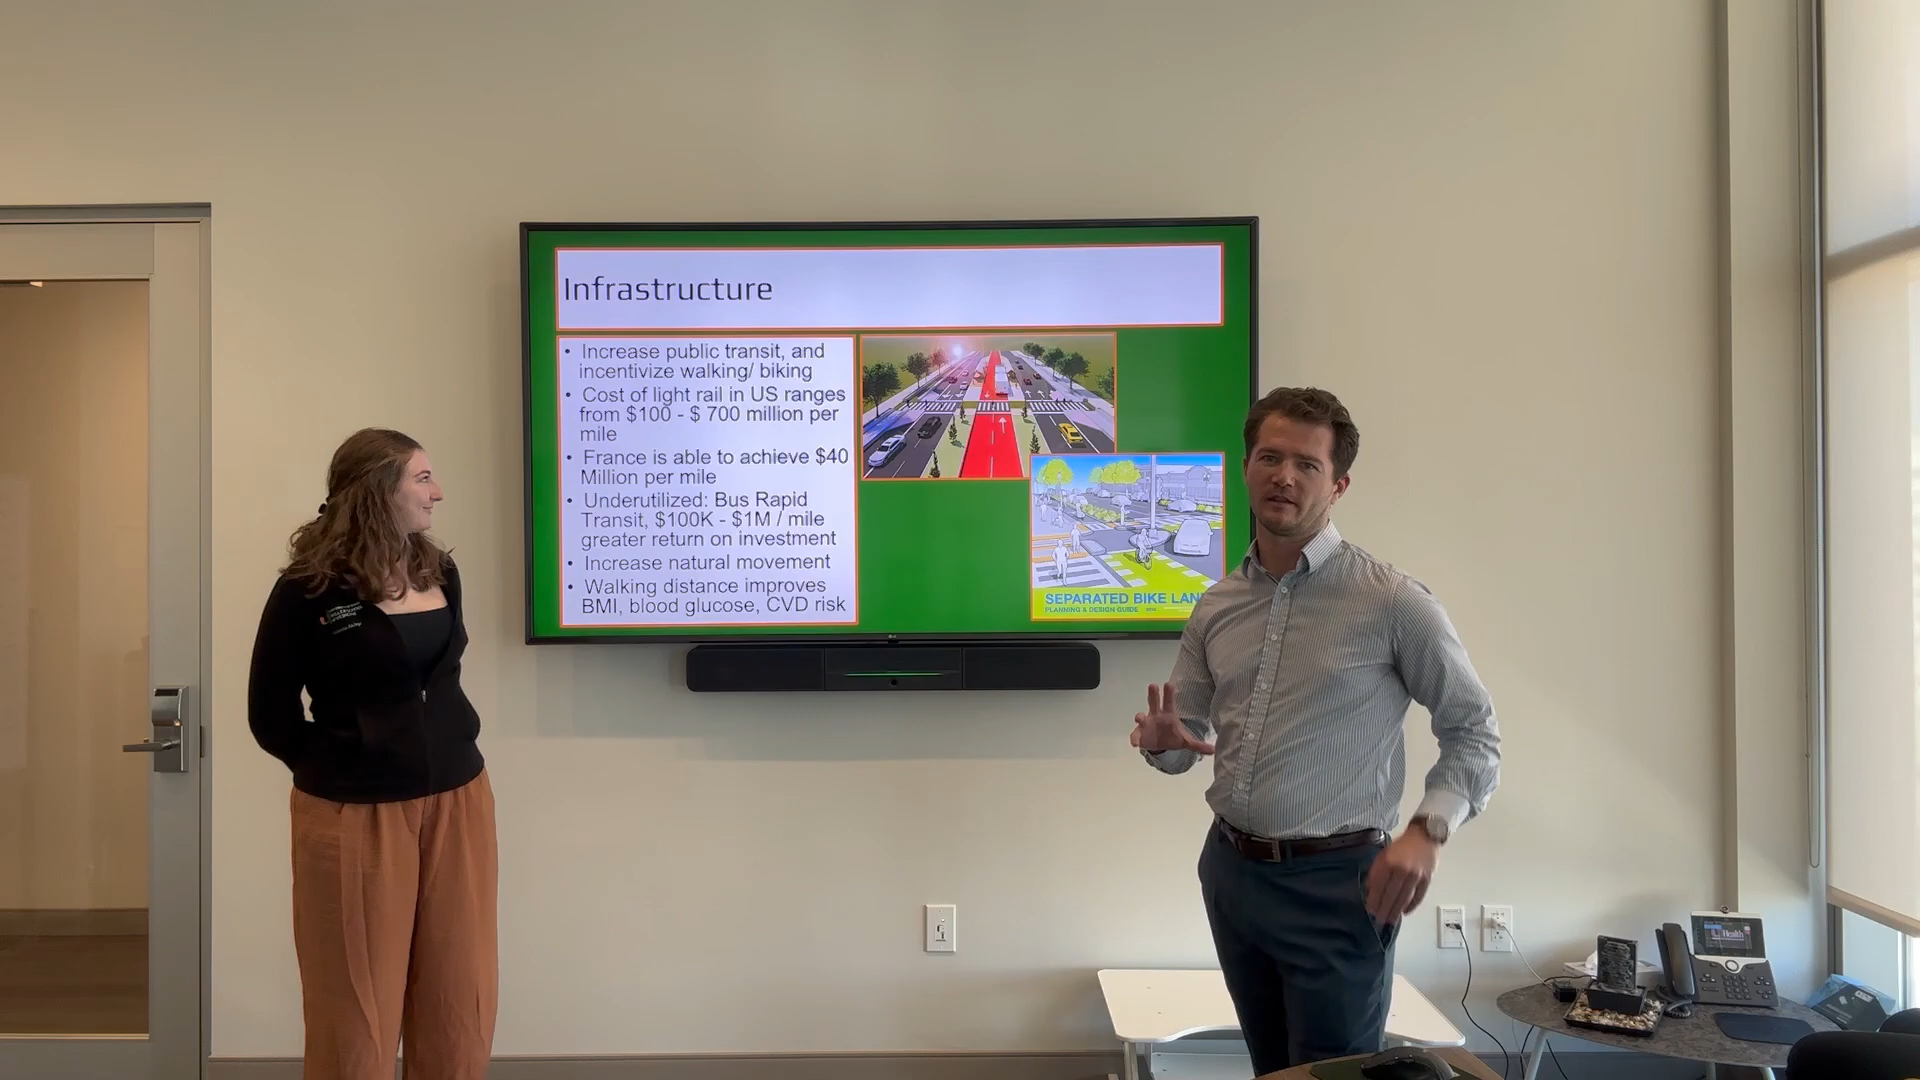 Infrastructure
• Increase public transit, and
incentivize walking/ biking
• Cost of light rail in US ranges
from $100 - $ 700 million per
mile
• France is able to achieve $40
Million per mile
• Underutilized: Bus Rapid
Transit, $100K - $1M / mile
greater return on investment
• Increase natural movement
• Walking distance improves
BMI, blood glucose, CVD risk
SEPARATED BIKE LAN
PLANNING & DESIGN GUIDE
LG
Health